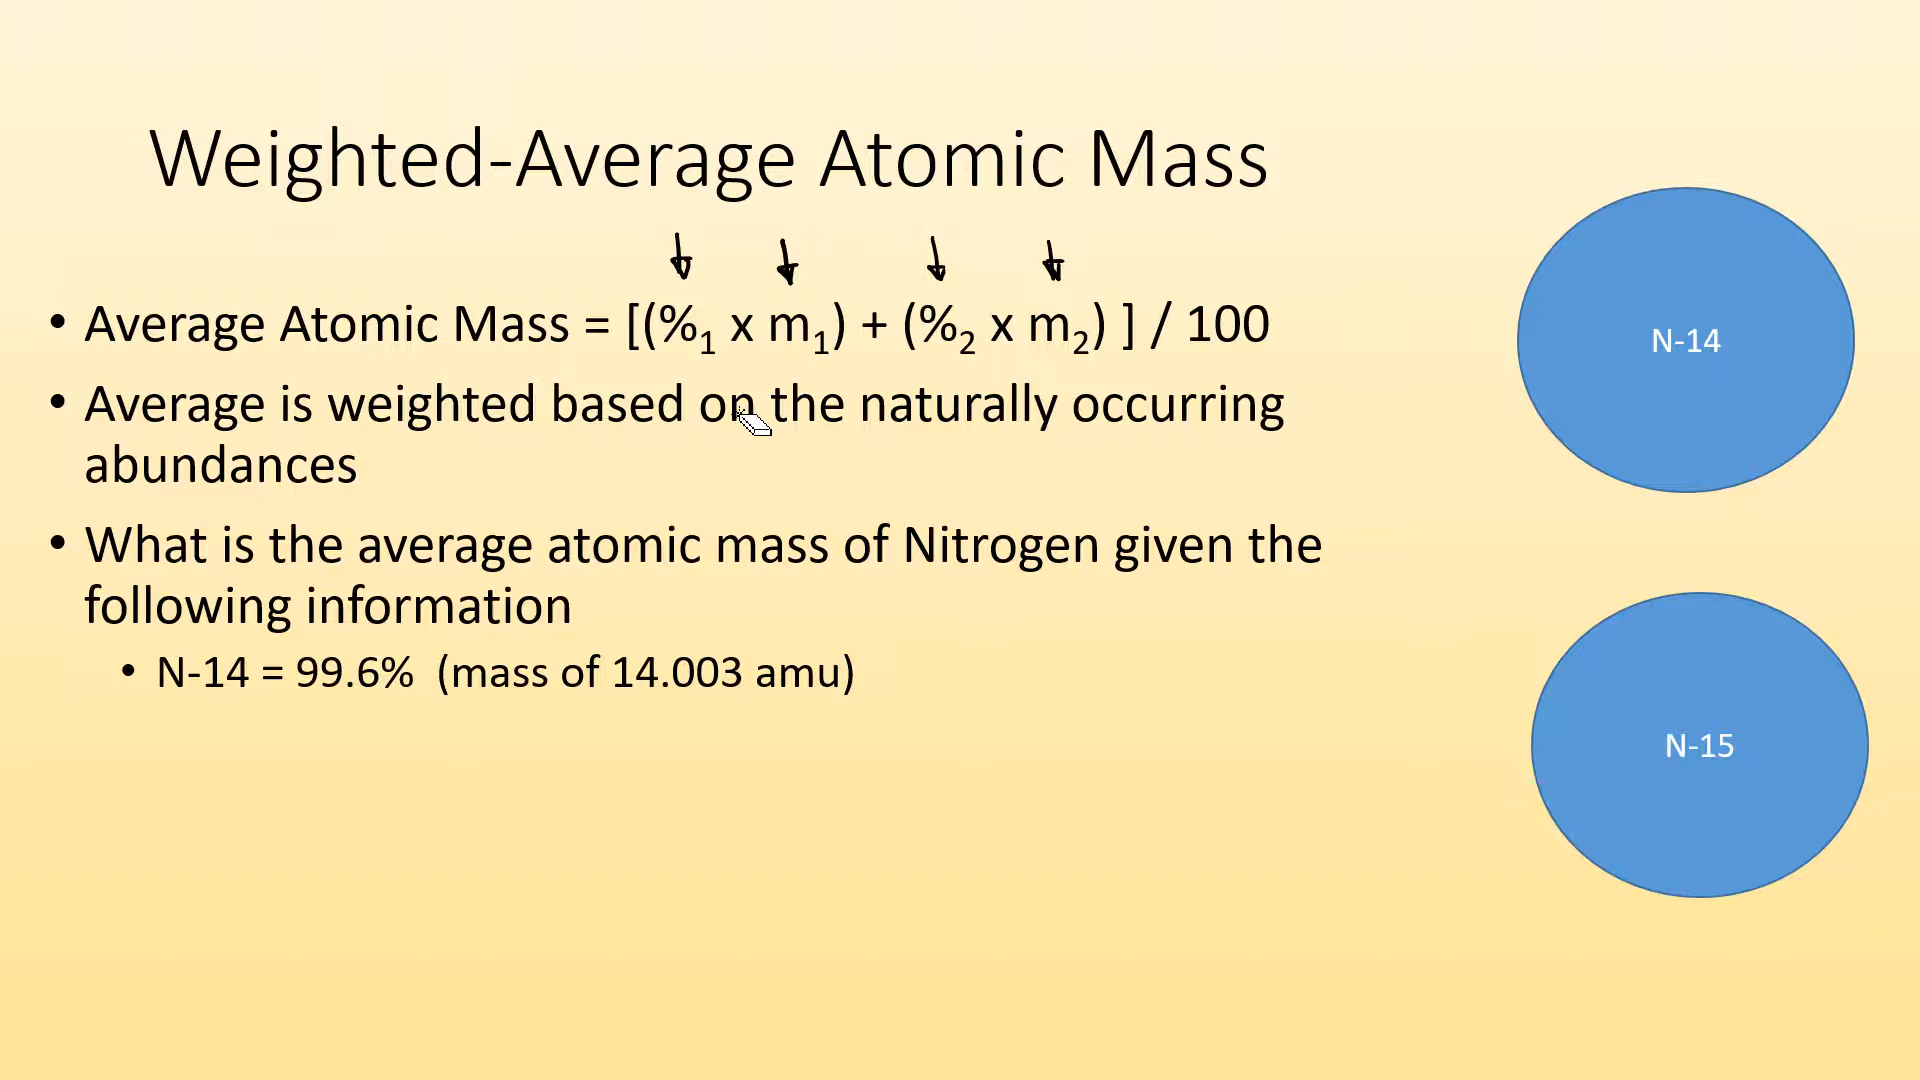 Weighted-Average Atomic Mass
• Average Atomic Mass = [(%₁ x m₁) + (%₂ x m₂) ] / 100
• Average is weighted based on the naturally occurring
abundances
• What is the average atomic mass of Nitrogen given the
following information
• N-14 = 99.6% (mass of 14.003 amu)
N-14
N-15